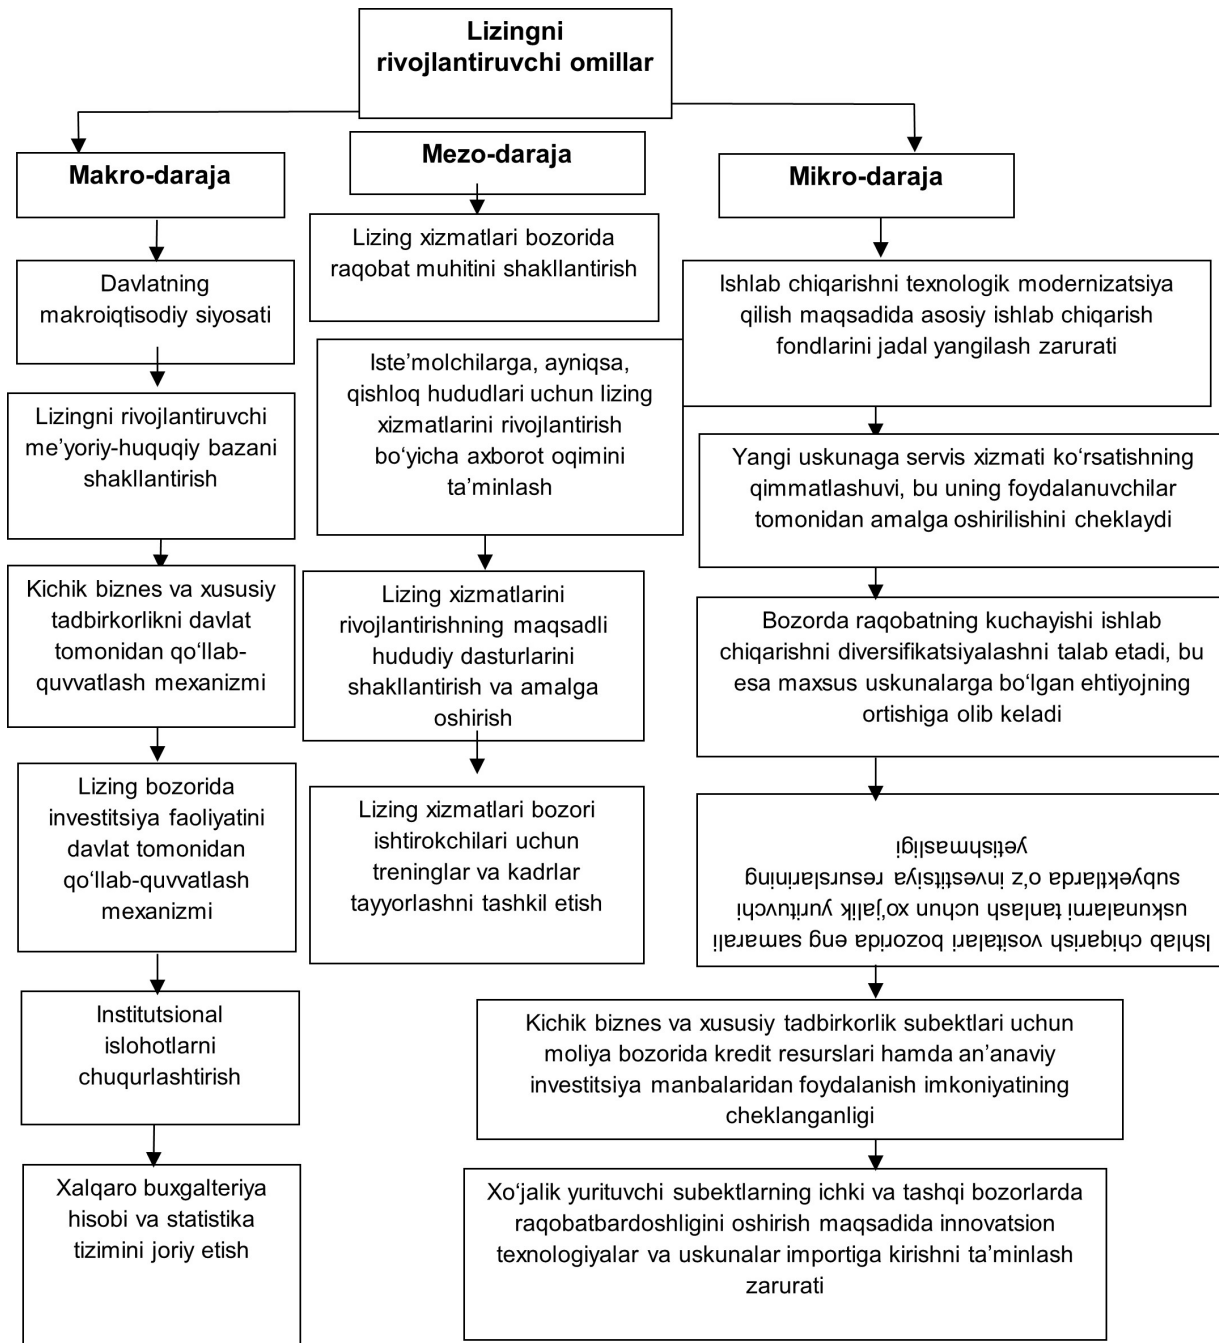 Lizingni
rivojlantiruvchi omillar
Makro-daraja
Davlatning
makroiqtisodiy siyosati
Lizingni rivojlantiruvchi
me’yoriy-huquqiy bazani
shakllantirish
Kichik biznes va xususiy
tadbirkorlikni davlat
tomonidan qo‘llab-
quvvatlash mexanizmi
Lizing bozorida
investitsiya faoliyatini
davlat tomonidan
qo‘llab-quvvatlash
mexanizmi
Institutsional
islohotlarni
chuqurlashtirish
Xalqaro buxgalteriya
hisobi va statistika
tizimini joriy etish
Mezo-daraja
Lizing xizmatlari bozorida
raqobat muhitini shakllantirish
Iste’molchilarga, ayniqsa,
qishloq hududlari uchun lizing
xizmatlarini rivojlantirish
bo‘yicha axborot oqimini
ta’minlash
Lizing xizmatlarini
rivojlantirishning maqsadli
hududiy dasturlarini
shakllantirish va amalga
oshirish
Lizing xizmatlari bozori
ishtirokchilari uchun
treninglar va kadrlar
tayyorlashni tashkil etish
Mikro-daraja
Ishlab chiqarishni texnologik modernizatsiya
qilish maqsadida asosiy ishlab chiqarish
fondlarini jadal yangilash zarurati
Yangi uskunaga servis xizmati ko‘rsatishning
qimmatlashuvi, bu uning foydalanuvchilar
tomonidan amalga oshirilishini cheklaydi
Bozorda raqobatning kuchayishi ishlab
chiqarishni diversifikatsiyalashni talab etadi, bu
esa maxsus uskunalarga bo‘lgan ehtiyojning
ortishiga olib keladi
Ishlab chiqarish vositalari bozorida eng samarali
uskunalarni tanlash uchun xo‘jalik yurituvchi
subyektlarda o‘z investitsiya resurslarining
yetishmasligi
Kichik biznes va xususiy tadbirkorlik subektlari uchun
moliya bozorida kredit resurslari hamda an’anaviy
investitsiya manbalaridan foydalanish imkoniyatining
cheklanganligi
Xo‘jalik yurituvchi subektlarning ichki va tashqi bozorlarda
raqobatbardoshligini oshirish maqsadida innovatsion
texnologiyalar va uskunalar importiga kirishni ta’minlash
zarurati